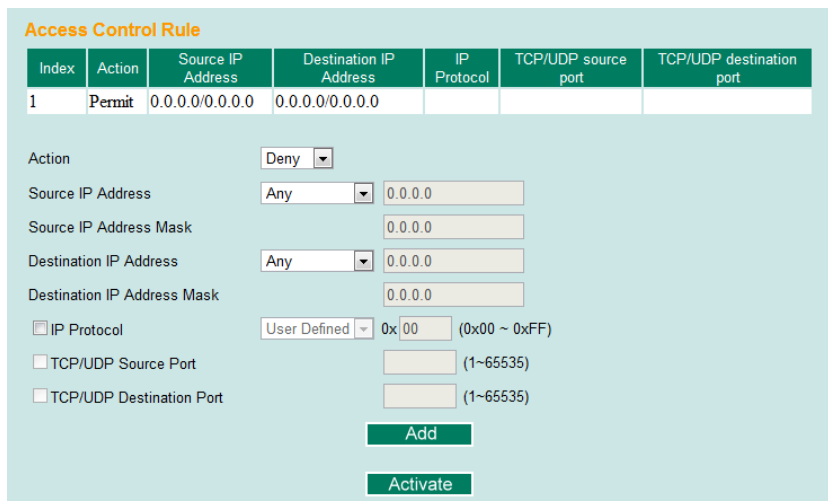 Access Control Rule
Index Action Source IP Address Destination IP Address IP Protocol TCP/UDP source port TCP/UDP destination port
1 Permit 0.0.0.0/0.0.0.0 0.0.0.0/0.0.0.0
Action Deny
Source IP Address Any 0.0.0.0
Source IP Address Mask 0.0.0.0
Destination IP Address Any 0.0.0.0
Destination IP Address Mask 0.0.0.0
IP Protocol User Defined 0x 00 (0x00 ~ 0xFF)
TCP/UDP Source Port (1~65535)
TCP/UDP Destination Port (1~65535)
Add
Activate